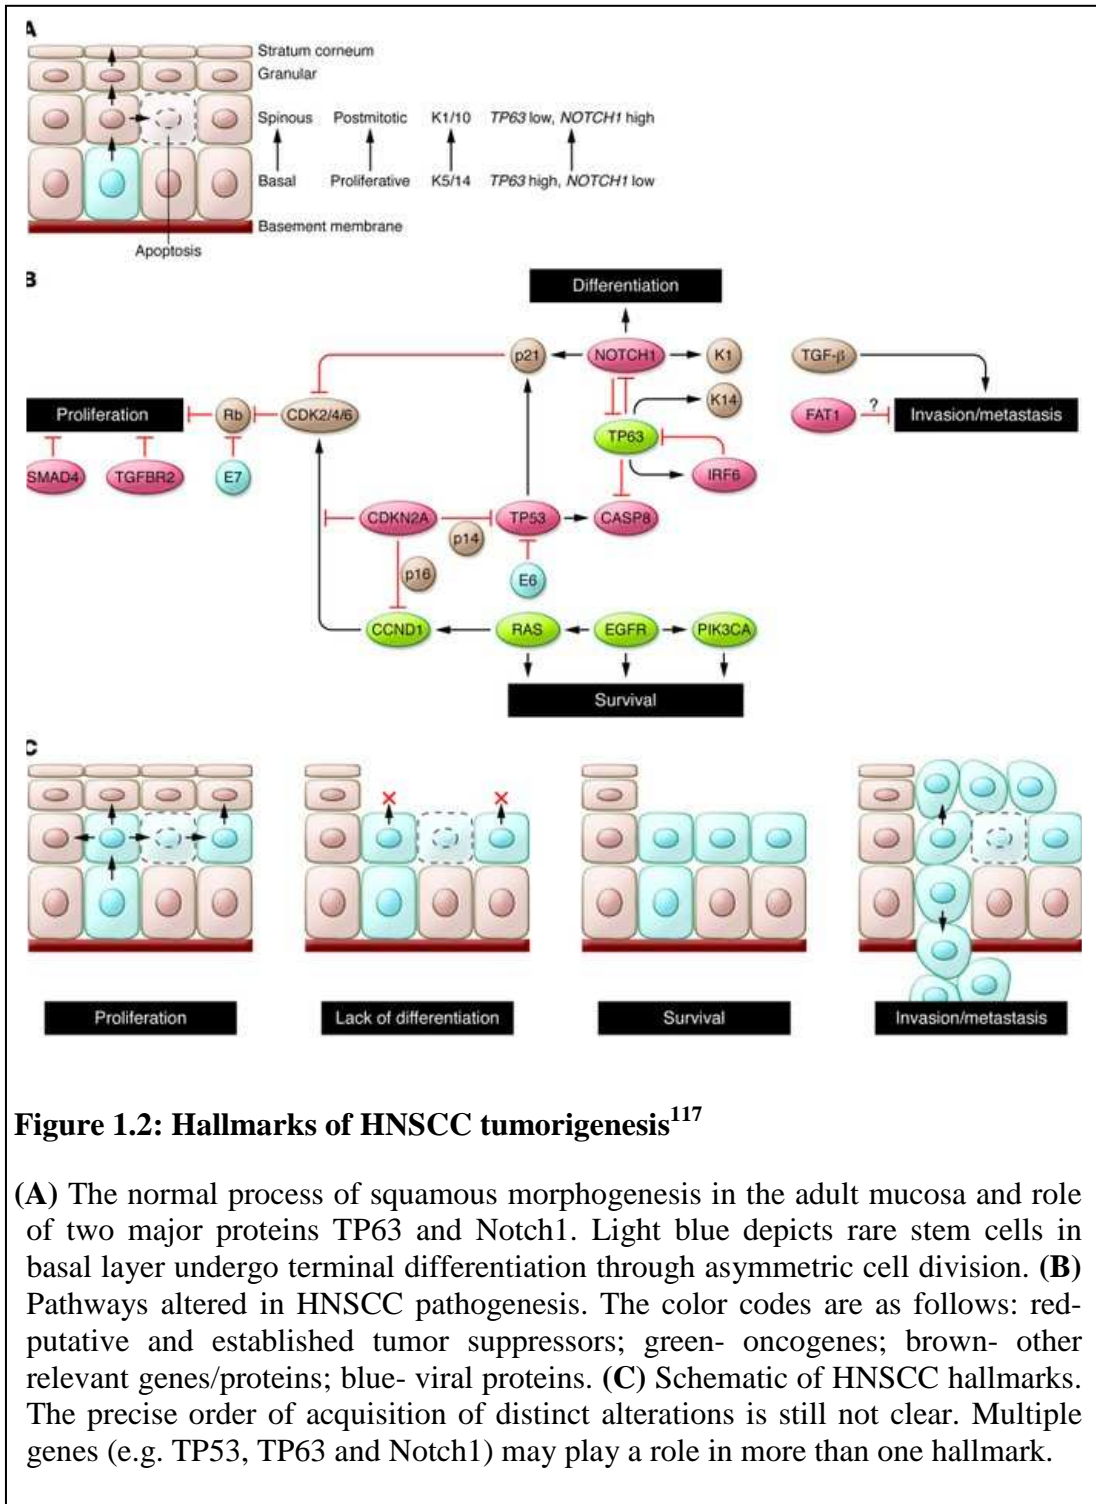 A
Stratum corneum
Granular
Spinous Postmitotic K1/10 TP63 low, NOTCH1 high
Basal Proliferative K5/14 TP63 high, NOTCH1 low
Basement membrane
Apoptosis
B
Differentiation
p21 NOTCH1 K1 TGF-β
K14
Proliferation Rb CDK2/4/6 TP63 FAT1 ? Invasion/metastasis
SMAD4 TGFBR2 E7 IRF6
CDKN2A TP53 CASP8
p14
p16 E6
CCND1 RAS EGFR PIK3CA
Survival
C
Proliferation Lack of differentiation Survival Invasion/metastasis
Figure 1.2: Hallmarks of HNSCC tumorigenesis117
(A) The normal process of squamous morphogenesis in the adult mucosa and role
of two major proteins TP63 and Notch1. Light blue depicts rare stem cells in
basal layer undergo terminal differentiation through asymmetric cell division. (B)
Pathways altered in HNSCC pathogenesis. The color codes are as follows: red-
putative and established tumor suppressors; green- oncogenes; brown- other
relevant genes/proteins; blue- viral proteins. (C) Schematic of HNSCC hallmarks.
The precise order of acquisition of distinct alterations is still not clear. Multiple
genes (e.g. TP53, TP63 and Notch1) may play a role in more than one hallmark.